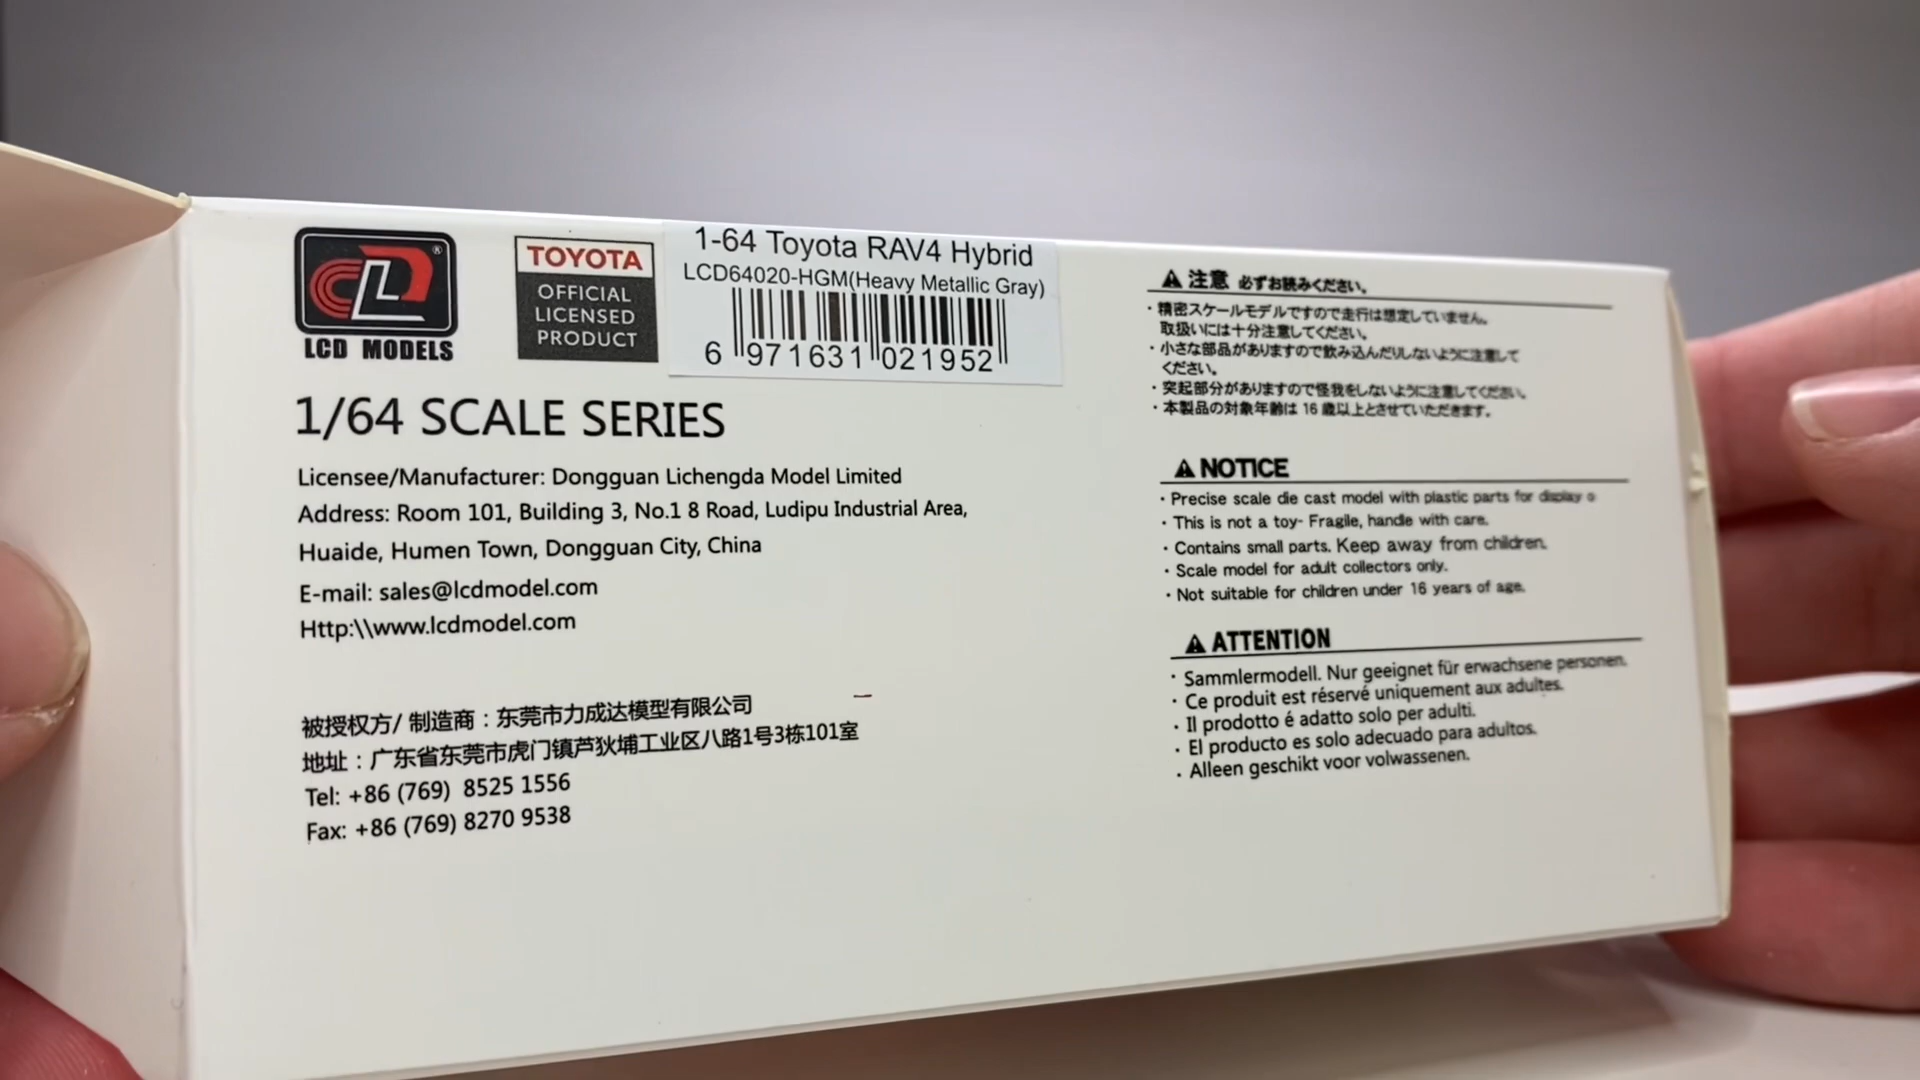 LCD MODELS
TOYOTA
OFFICIAL
LICENSED
PRODUCT
1-64 Toyota RAV4 Hybrid
LCD64020-HGM(Heavy Metallic Gray)
6 971631 021952
1/64 SCALE SERIES
Licensee/Manufacturer: Dongguan Lichengda Model Limited
Address: Room 101, Building 3, No.1 8 Road, Ludipu Industrial Area,
Huaide, Humen Town, Dongguan City, China
E-mail: sales@lcdmodel.com
Http:\\www.lcdmodel.com
被授权方/ 制造商：东莞市力成达模型有限公司
地址：广东省东莞市虎门镇芦狄埔工业区八路1号3栋101室
Tel: +86 (769) 8525 1556
Fax: +86 (769) 8270 9538
注意 必ずお読みください。
・精密スケールモデルですので走行は想定していません。
取扱いには十分注意してください。
・小さな部品がありますので飲み込んだりしないように注意して
ください。
・突起部分がありますので怪我をしないように注意してください。
・本製品の対象年齢は 16 歳以上とさせていただきます。
NOTICE
· Precise scale die cast model with plastic parts for display o
· This is not a toy- Fragile, handle with care.
· Contains small parts. Keep away from children.
· Scale model for adult collectors only.
· Not suitable for children under 16 years of age.
ATTENTION
· Sammlermodell. Nur geeignet für erwachsene personen.
· Ce produit est réservé uniquement aux adultes.
· Il prodotto é adatto solo per adulti.
· El producto es solo adecuado para adultos.
· Alleen geschikt voor volwassenen.